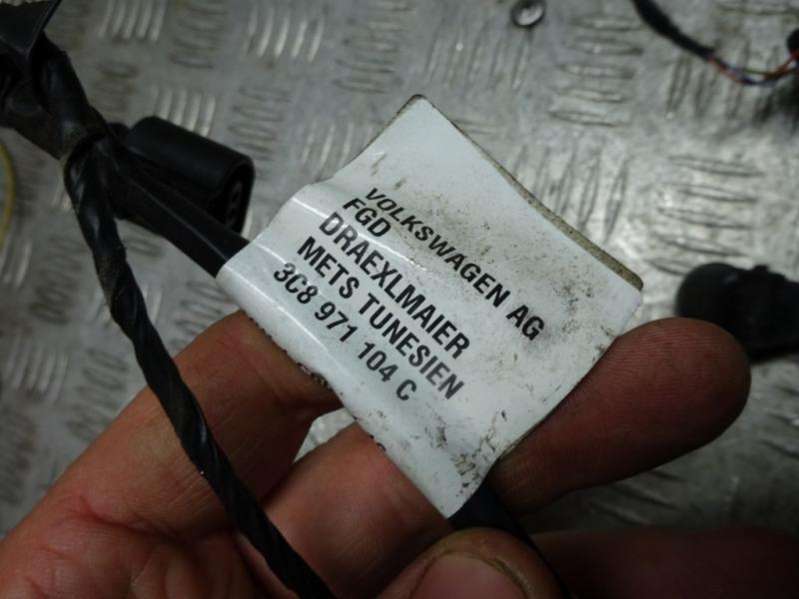 VOLKSWAGEN AG
FGD
DRAEXLMAIER
METS TUNESIEN
3C8 971 104 C